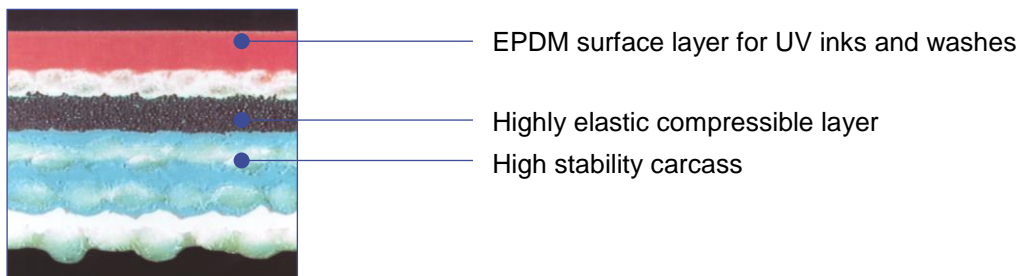 EPDM surface layer for UV inks and washes
Highly elastic compressible layer
High stability carcass